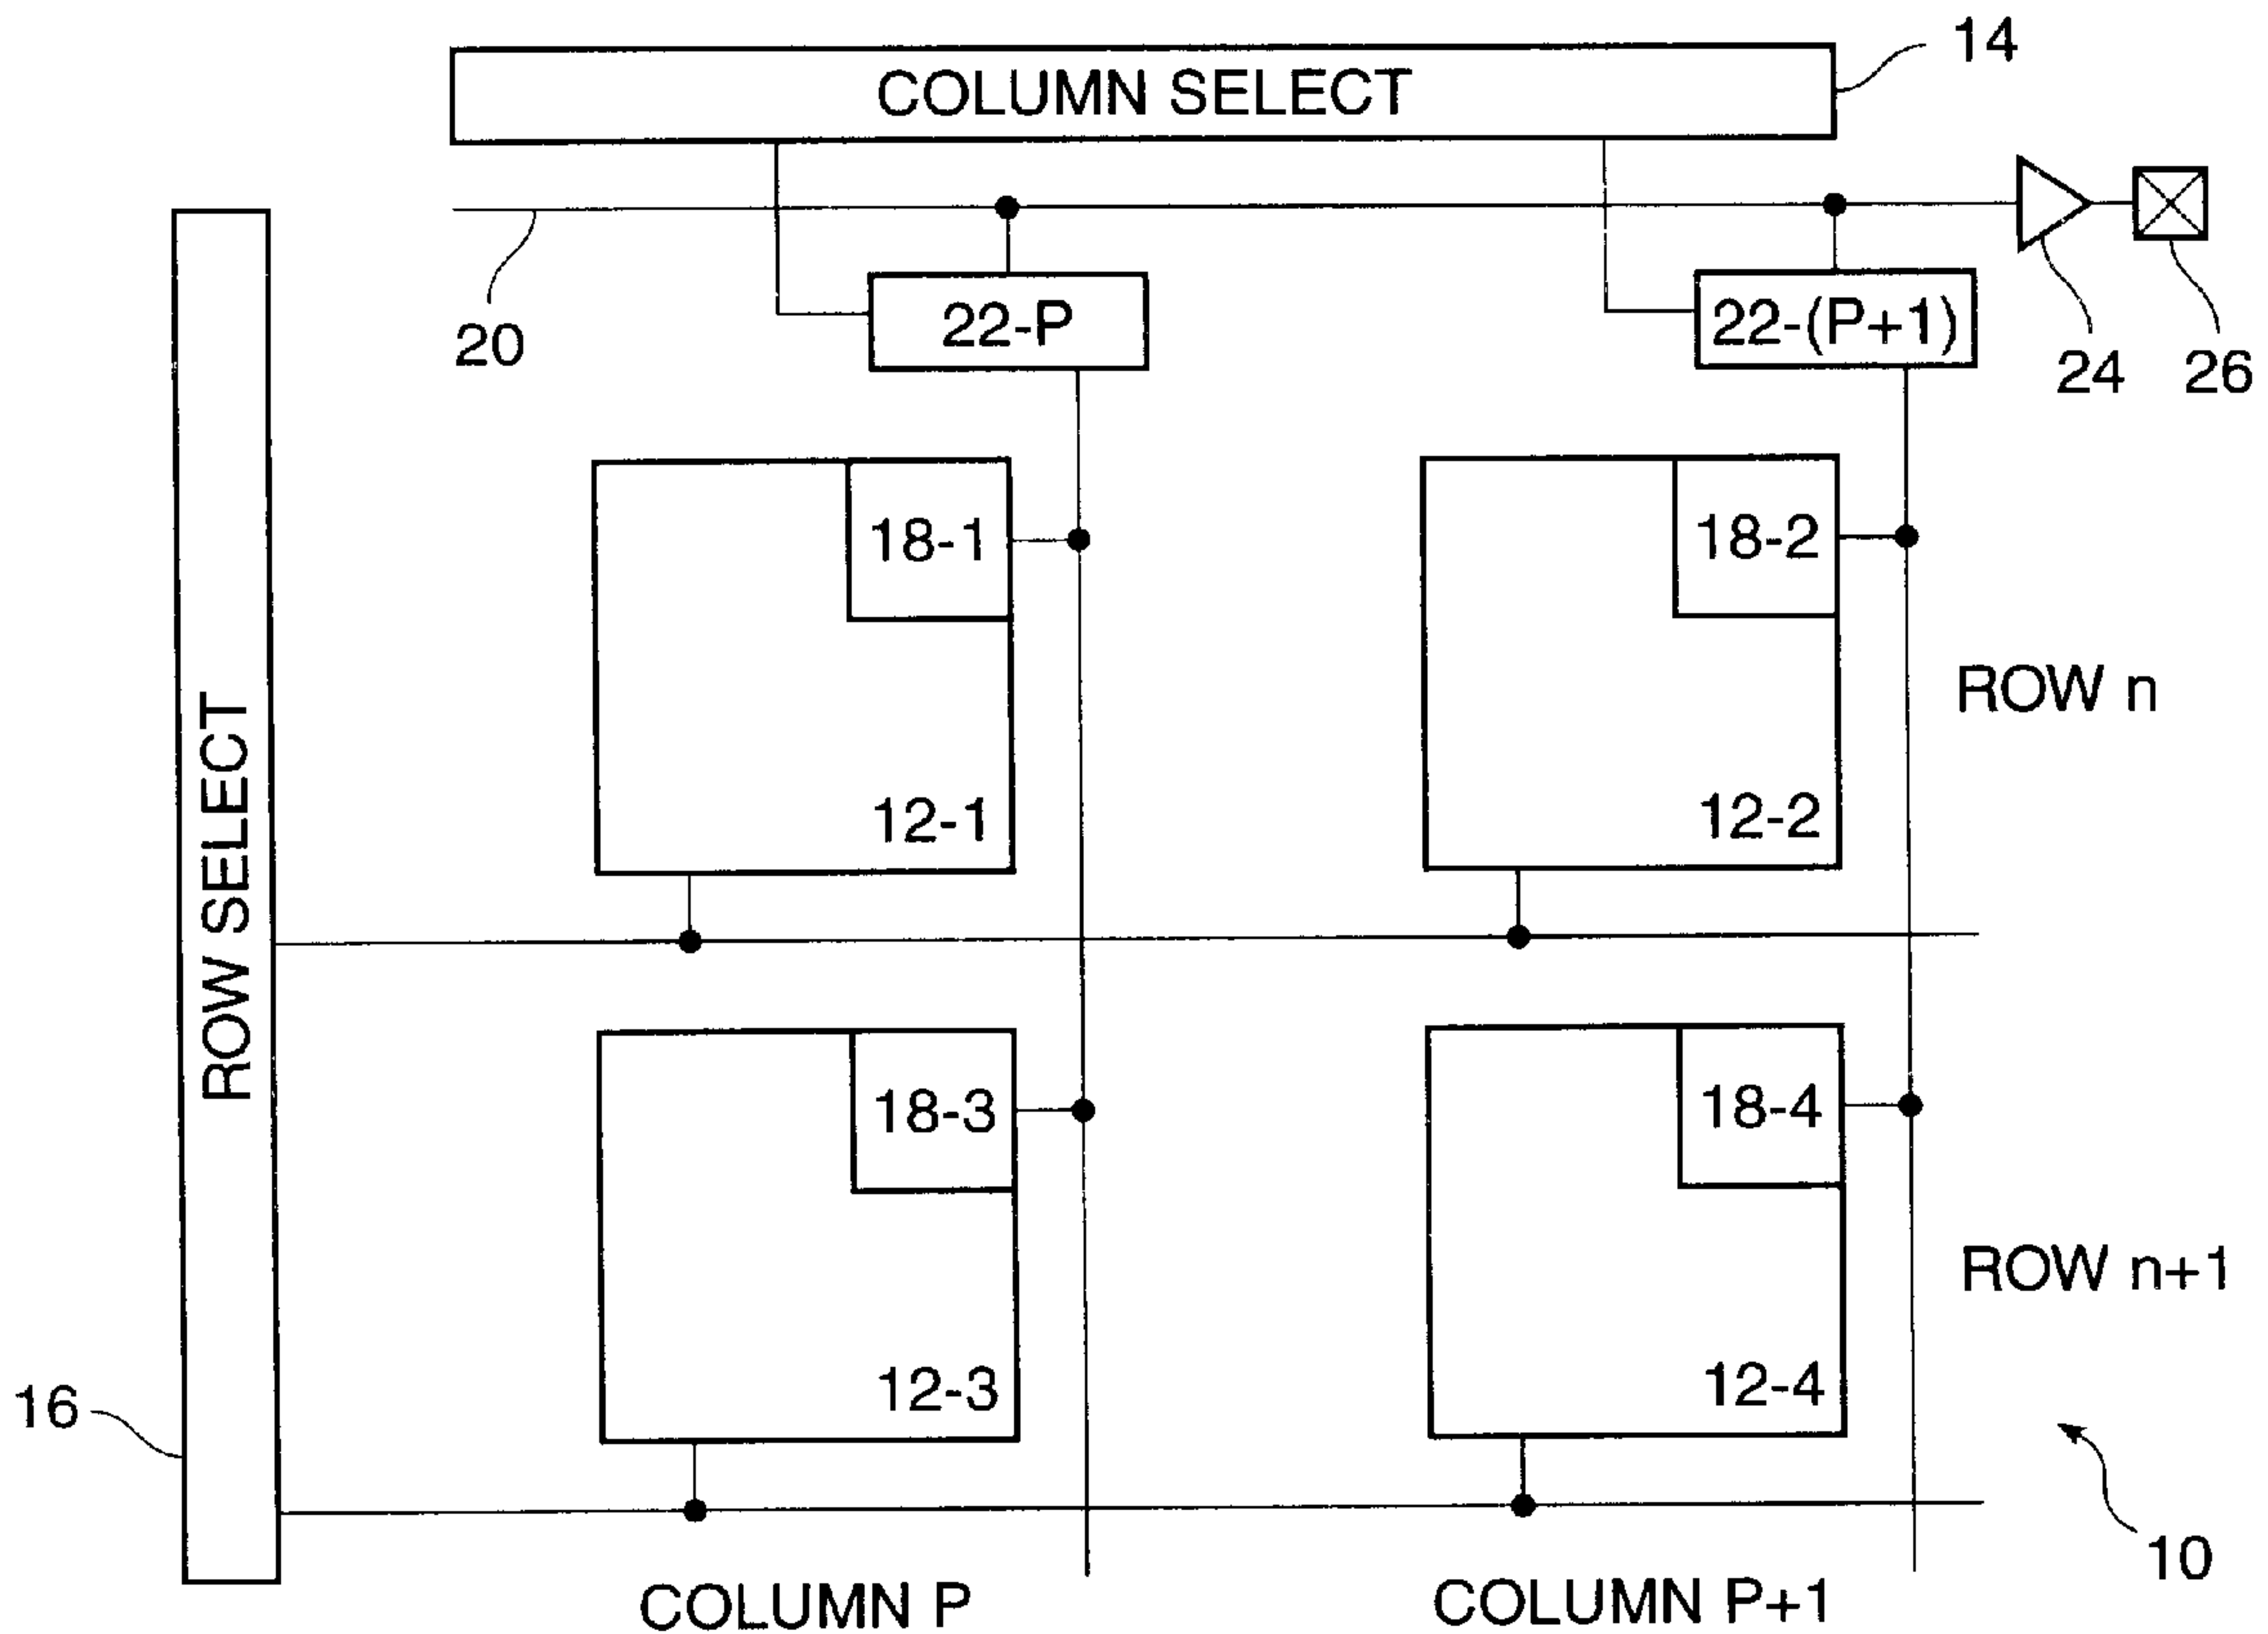 COLUMN SELECT
14
20
22-P
22-(P+1)
24
26
18-1
18-2
ROW n
12-1
12-2
ROW SELECT
18-3
18-4
ROW n+1
12-3
12-4
16
10
COLUMN P
COLUMN P+1